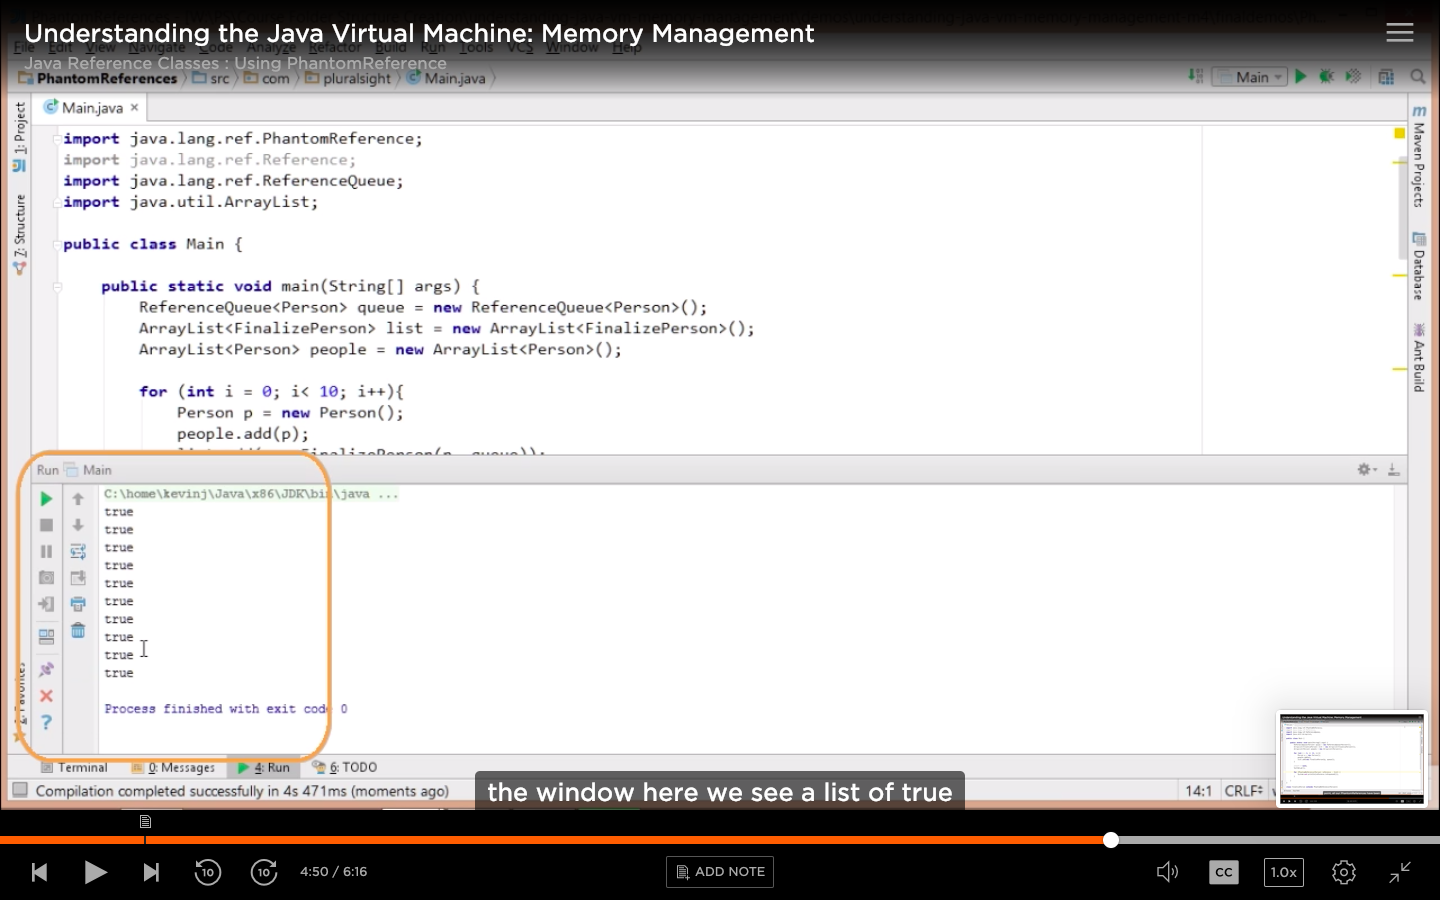 Understanding the Java Virtual Machine: Memory Management
File Edit View Navigate Code Analyze Refactor Build Run Tools VCS Window Help
Java Reference Classes : Using PhantomReference
PhantomReferences src com pluralsight Main.java
Main
Main.java ×
1: Project
7: Structure
2: Favorites
Maven Projects
Database
Ant Build
import java.lang.ref.PhantomReference;
import java.lang.ref.Reference;
import java.lang.ref.ReferenceQueue;
import java.util.ArrayList;
public class Main {
public static void main(String[] args) {
ReferenceQueue<Person> queue = new ReferenceQueue<Person>();
ArrayList<FinalizePerson> list = new ArrayList<FinalizePerson>();
ArrayList<Person> people = new ArrayList<Person>();
for (int i = 0; i< 10; i++){
Person p = new Person();
people.add(p);
Run Main
C:\home\kevinj\Java\x86\JDK\bin\java ...
true
true
true
true
true
true
true
true
true
true
Process finished with exit code 0
Terminal 0: Messages 4: Run 6: TODO
Compilation completed successfully in 4s 471ms (moments ago)
14:1 CRLF
the window here we see a list of true
10 10 4:50 / 6:16
ADD NOTE
CC 1.0x